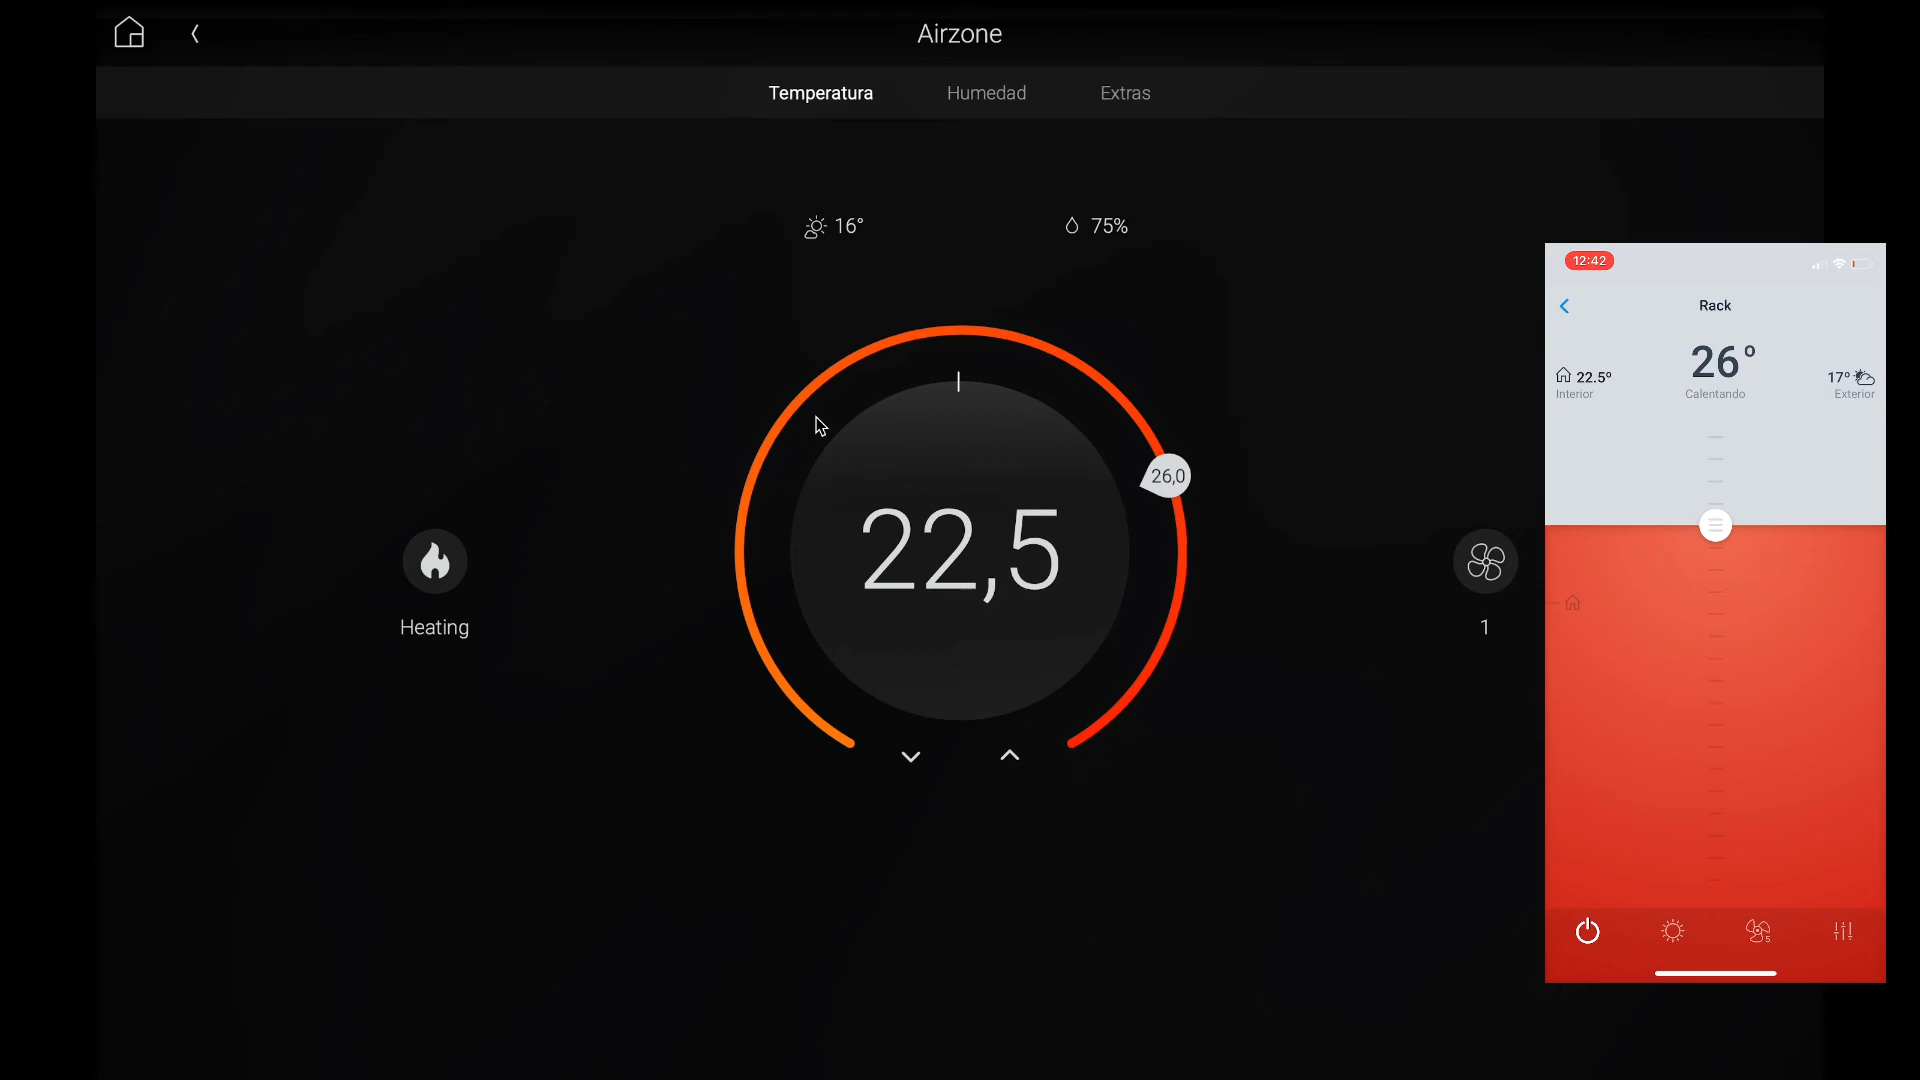 Airzone
Temperatura
Humedad
Extras
16°
75%
26,0
22,5
Heating
1
12:42
Rack
26°
22.5°
Interior
Calentando
17°
Exterior
5